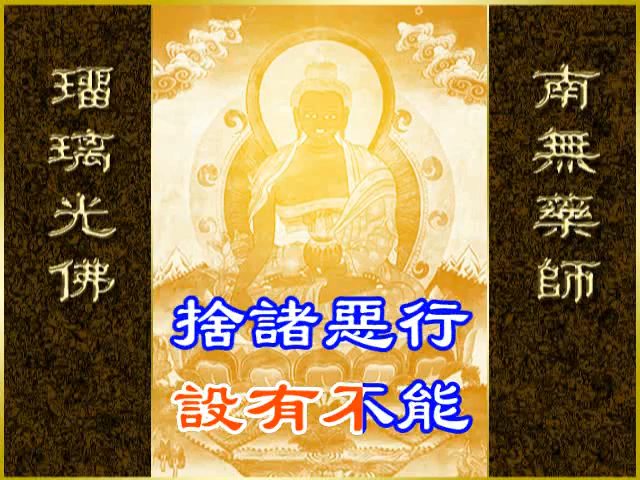 南無藥師
瑠璃光佛
捨諸惡行
設有不能